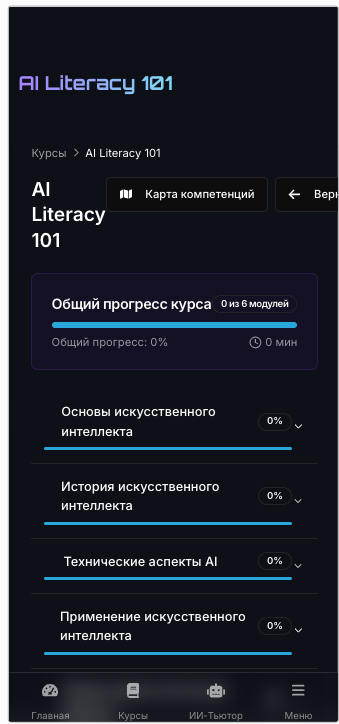 AI Literacy 101
Курсы > AI Literacy 101
AI
Literacy
101
Карта компетенций
Общий прогресс курса
0 из 6 модулей
Общий прогресс: 0%
0 мин
Основы искусственного
интеллекта
0%
История искусственного
интеллекта
0%
Технические аспекты AI
0%
Применение искусственного
интеллекта
0%
Главная
Курсы
ИИ-Тьютор
Меню